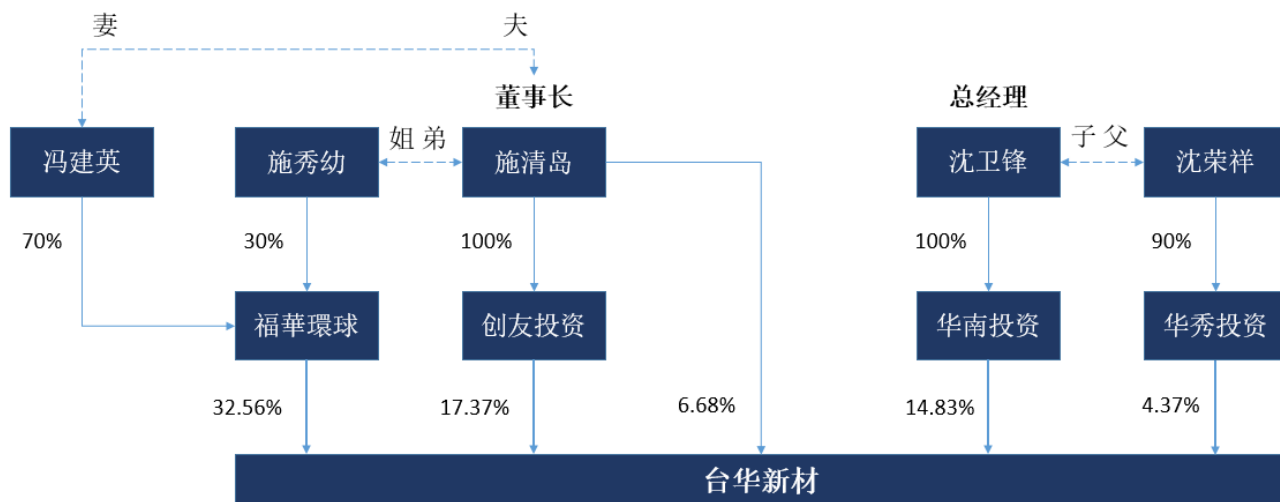 妻 夫
董事长 总经理
冯建英 施秀幼 姐 弟 施清岛 沈卫锋 子 父 沈荣祥
70% 30% 100% 100% 90%
福華環球 创友投资 华南投资 华秀投资
32.56% 17.37% 6.68% 14.83% 4.37%
台华新材